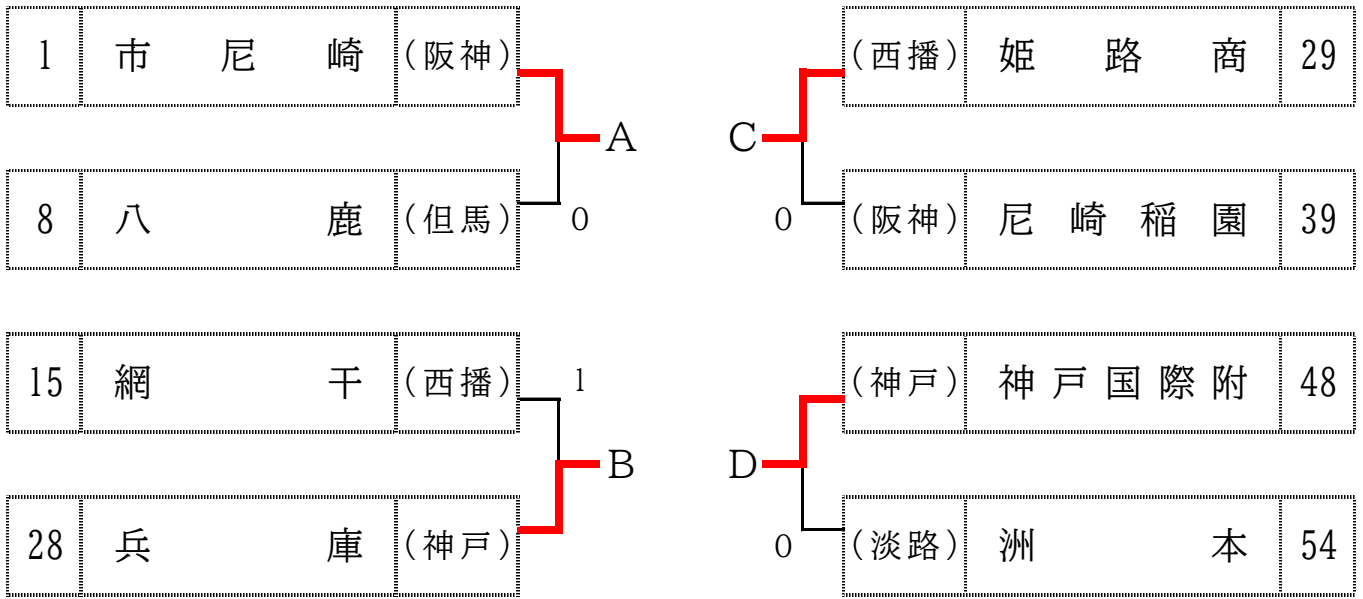 1 市尼崎 (阪神)
A
8 八鹿 (但馬) 0
15 網干 (西播) 1
B
28 兵庫 (神戸)
(西播) 姫路商 29
C
0 (阪神) 尼崎稲園 39
(神戸) 神戸国際附 48
D
0 (淡路) 洲本 54